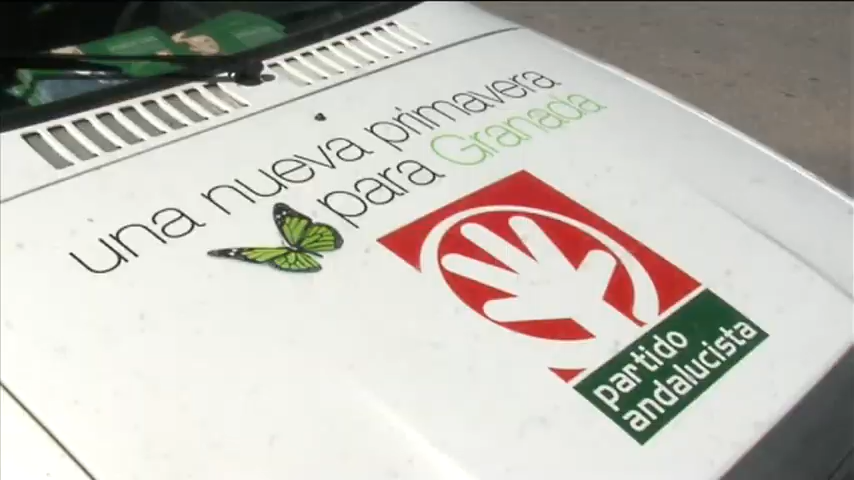 una nueva primavera
para Granada
partido
andalucista